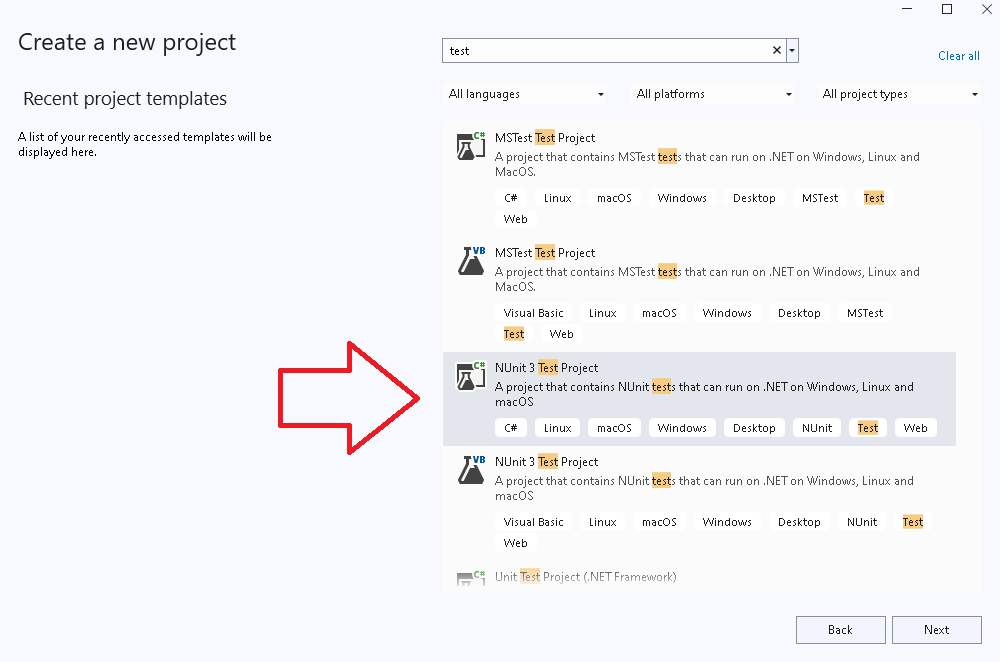 Create a new project
Recent project templates
A list of your recently accessed templates will be
displayed here.
test
Clear all
All languages
All platforms
All project types
C#
MSTest Test Project
A project that contains MSTest tests that can run on .NET on Windows, Linux and
MacOS.
C# Linux macOS Windows Desktop MSTest Test
Web
VB
MSTest Test Project
A project that contains MSTest tests that can run on .NET on Windows, Linux and
MacOS.
Visual Basic Linux macOS Windows Desktop MSTest
Test Web
C#
NUnit 3 Test Project
A project that contains NUnit tests that can run on .NET on Windows, Linux and
macOS
C# Linux macOS Windows Desktop NUnit Test Web
VB
NUnit 3 Test Project
A project that contains NUnit tests that can run on .NET on Windows, Linux and
macOS
Visual Basic Linux macOS Windows Desktop NUnit Test
Web
C#
Unit Test Project (.NET Framework)
Back
Next